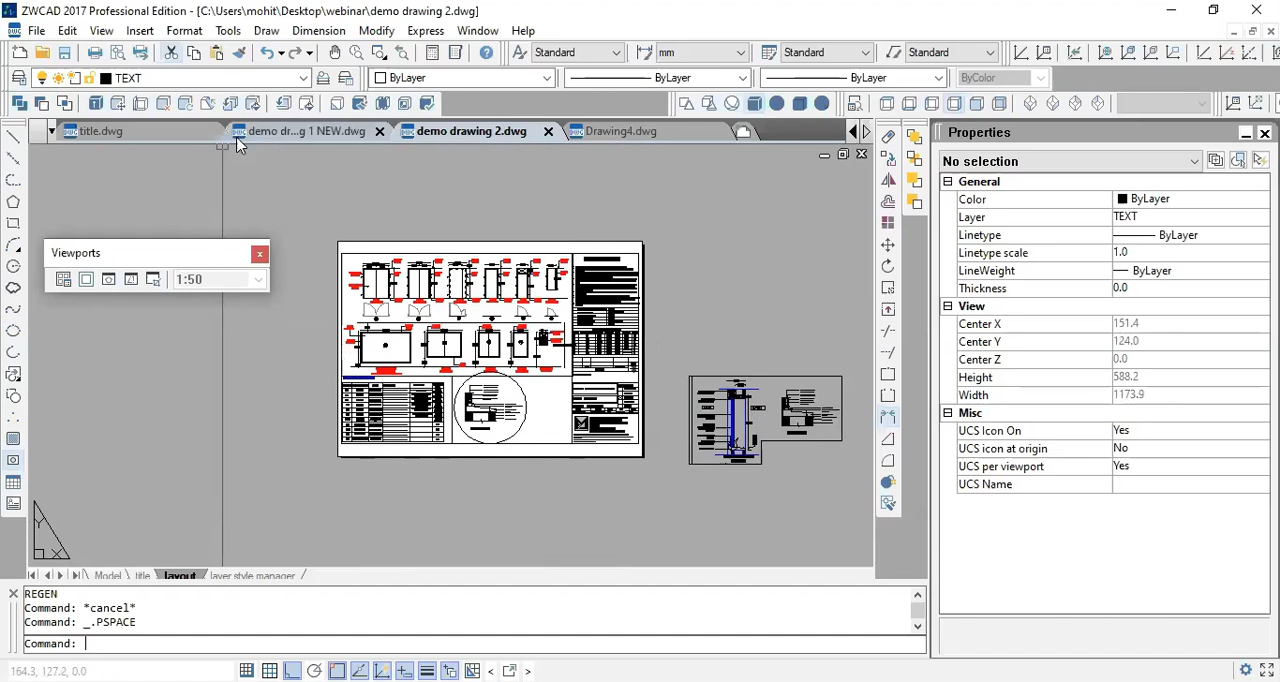 ZWCAD 2017 Professional Edition - [C:\Users\mohit\Desktop\webinar\demo drawing 2.dwg]
File Edit View Insert Format Tools Draw Dimension Modify Express Window Help
Standard mm Standard Standard
TEXT ByLayer ByLayer ByLayer ByColor
title.dwg demo dr...g 1 NEW.dwg demo drawing 2.dwg Drawing4.dwg
Properties
No selection
General
Color ByLayer
Layer TEXT
Linetype ByLayer
Linetype scale 1.0
LineWeight ByLayer
Thickness 0.0
View
Center X 151.4
Center Y 124.0
Center Z 0.0
Height 588.2
Width 1173.9
Misc
UCS Icon On Yes
UCS icon at origin No
UCS per viewport Yes
UCS Name
Viewports
1:50
Y
X
Model title layout layer style manager
REGEN
Command: *cancel*
Command: _.PSPACE
Command:
164.3, 127.2, 0.0